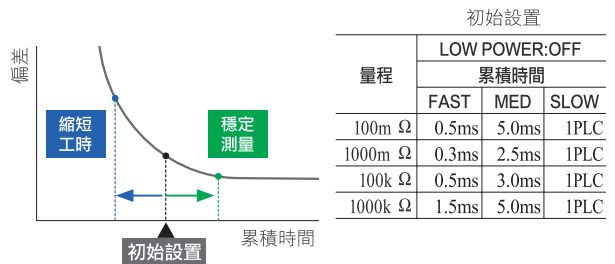 偏差
縮短
工時
穩定
測量
初始設置
累積時間
初始設置
量程 LOW POWER:OFF
累積時間
FAST MED SLOW
100m Ω 0.5ms 5.0ms 1PLC
1000m Ω 0.3ms 2.5ms 1PLC
100k Ω 0.5ms 3.0ms 1PLC
1000k Ω 1.5ms 5.0ms 1PLC